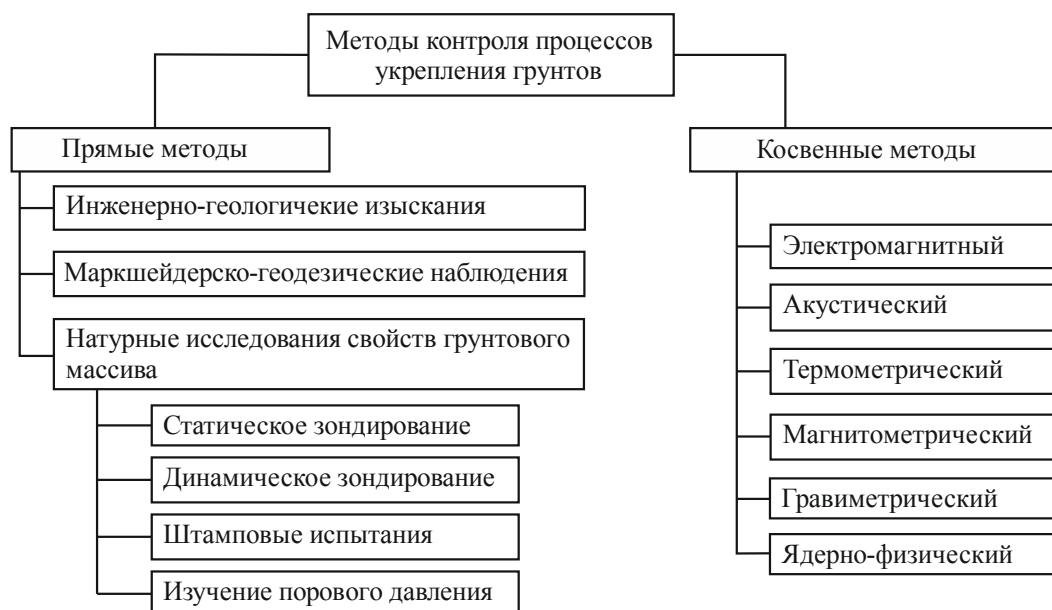 Методы контроля процессов
укрепления грунтов
Прямые методы
Инженерно-геологичекие изыскания
Маркшейдерско-геодезические наблюдения
Натурные исследования свойств грунтового
массива
Статическое зондирование
Динамическое зондирование
Штамповые испытания
Изучение порового давления
Косвенные методы
Электромагнитный
Акустический
Термометрический
Магнитометрический
Гравиметрический
Ядерно-физический